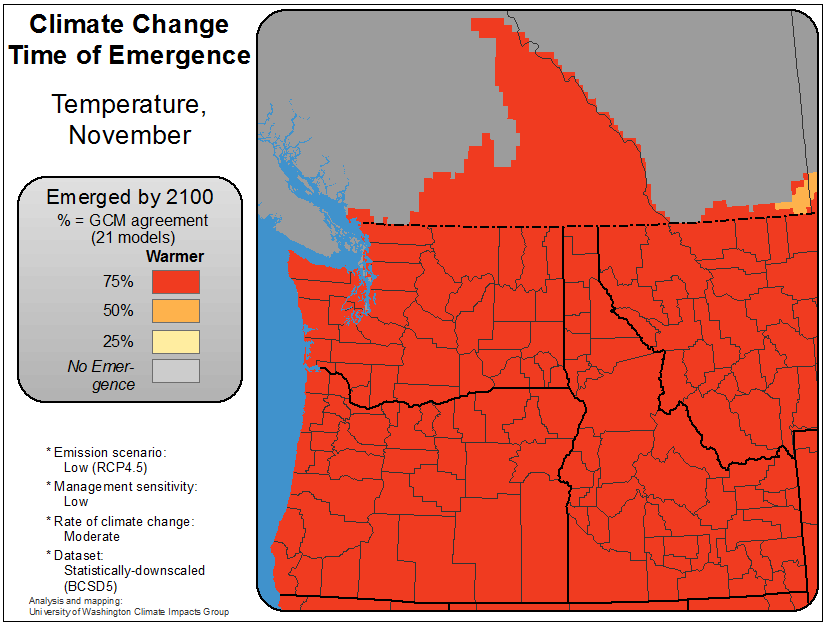 Climate Change
Time of Emergence
Temperature,
November
Emerged by 2100
% = GCM agreement
(21 models)
Warmer
75%
50%
25%
No Emer-
gence
* Emission scenario:
Low (RCP4.5)
* Management sensitivity:
Low
* Rate of climate change:
Moderate
* Dataset:
Statistically-downscaled
(BCSD5)
Analysis and mapping:
University of Washington Climate Impacts Group